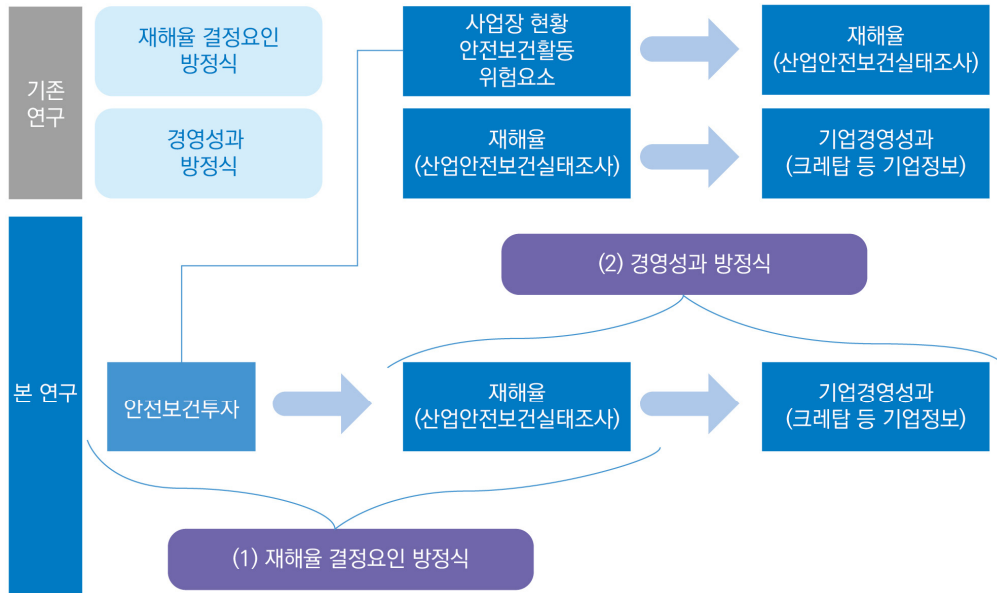 기존
연구
재해율 결정요인
방정식
사업장 현황
안전보건활동
위험요소
재해율
(산업안전보건실태조사)
경영성과
방정식
재해율
(산업안전보건실태조사)
기업경영성과
(크레탑 등 기업정보)
본 연구
(2) 경영성과 방정식
안전보건투자
재해율
(산업안전보건실태조사)
기업경영성과
(크레탑 등 기업정보)
(1) 재해율 결정요인 방정식